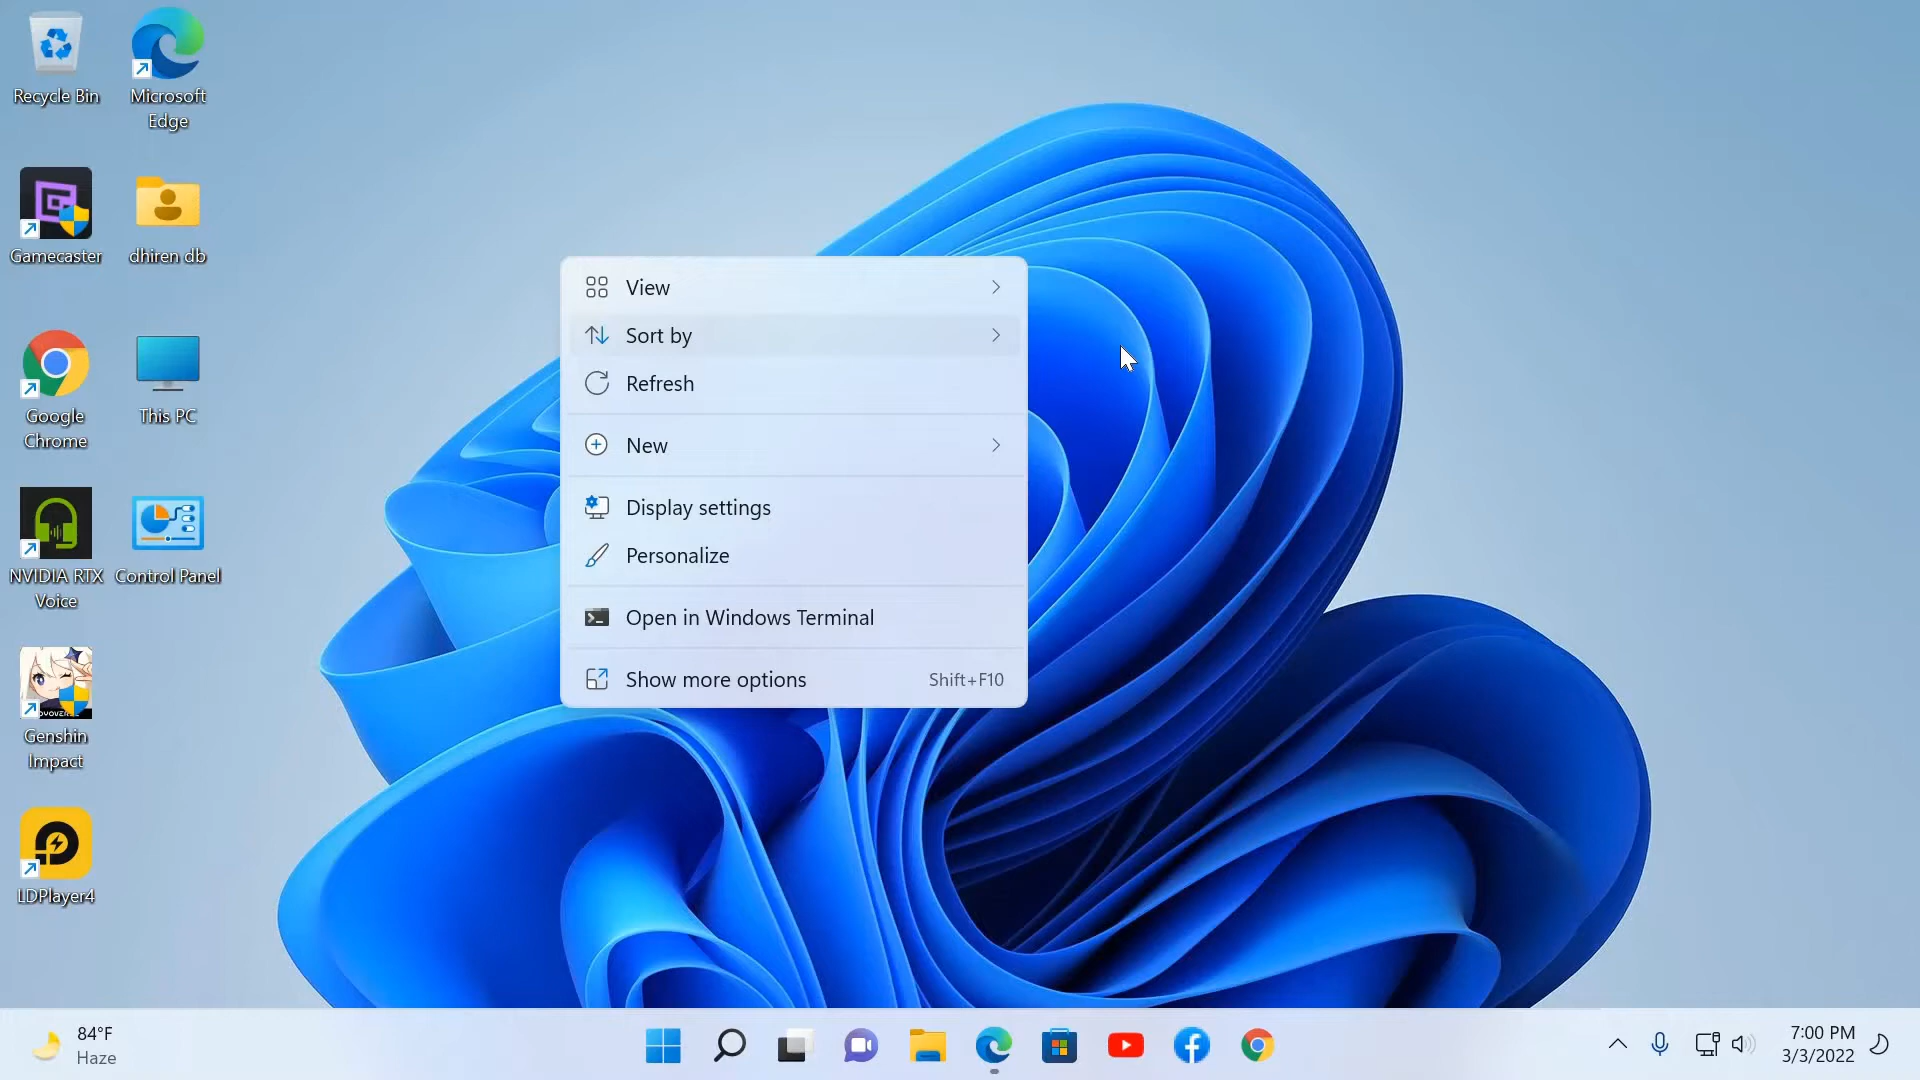 Recycle Bin
Microsoft
Edge
Gamecaster
dhiren db
Google
Chrome
This PC
NVIDIA RTX
Voice
Control Panel
Genshin
Impact
LDPlayer4
View
Sort by
Refresh
New
Display settings
Personalize
Open in Windows Terminal
Show more options Shift+F10
84°F
Haze
7:00 PM
3/3/2022